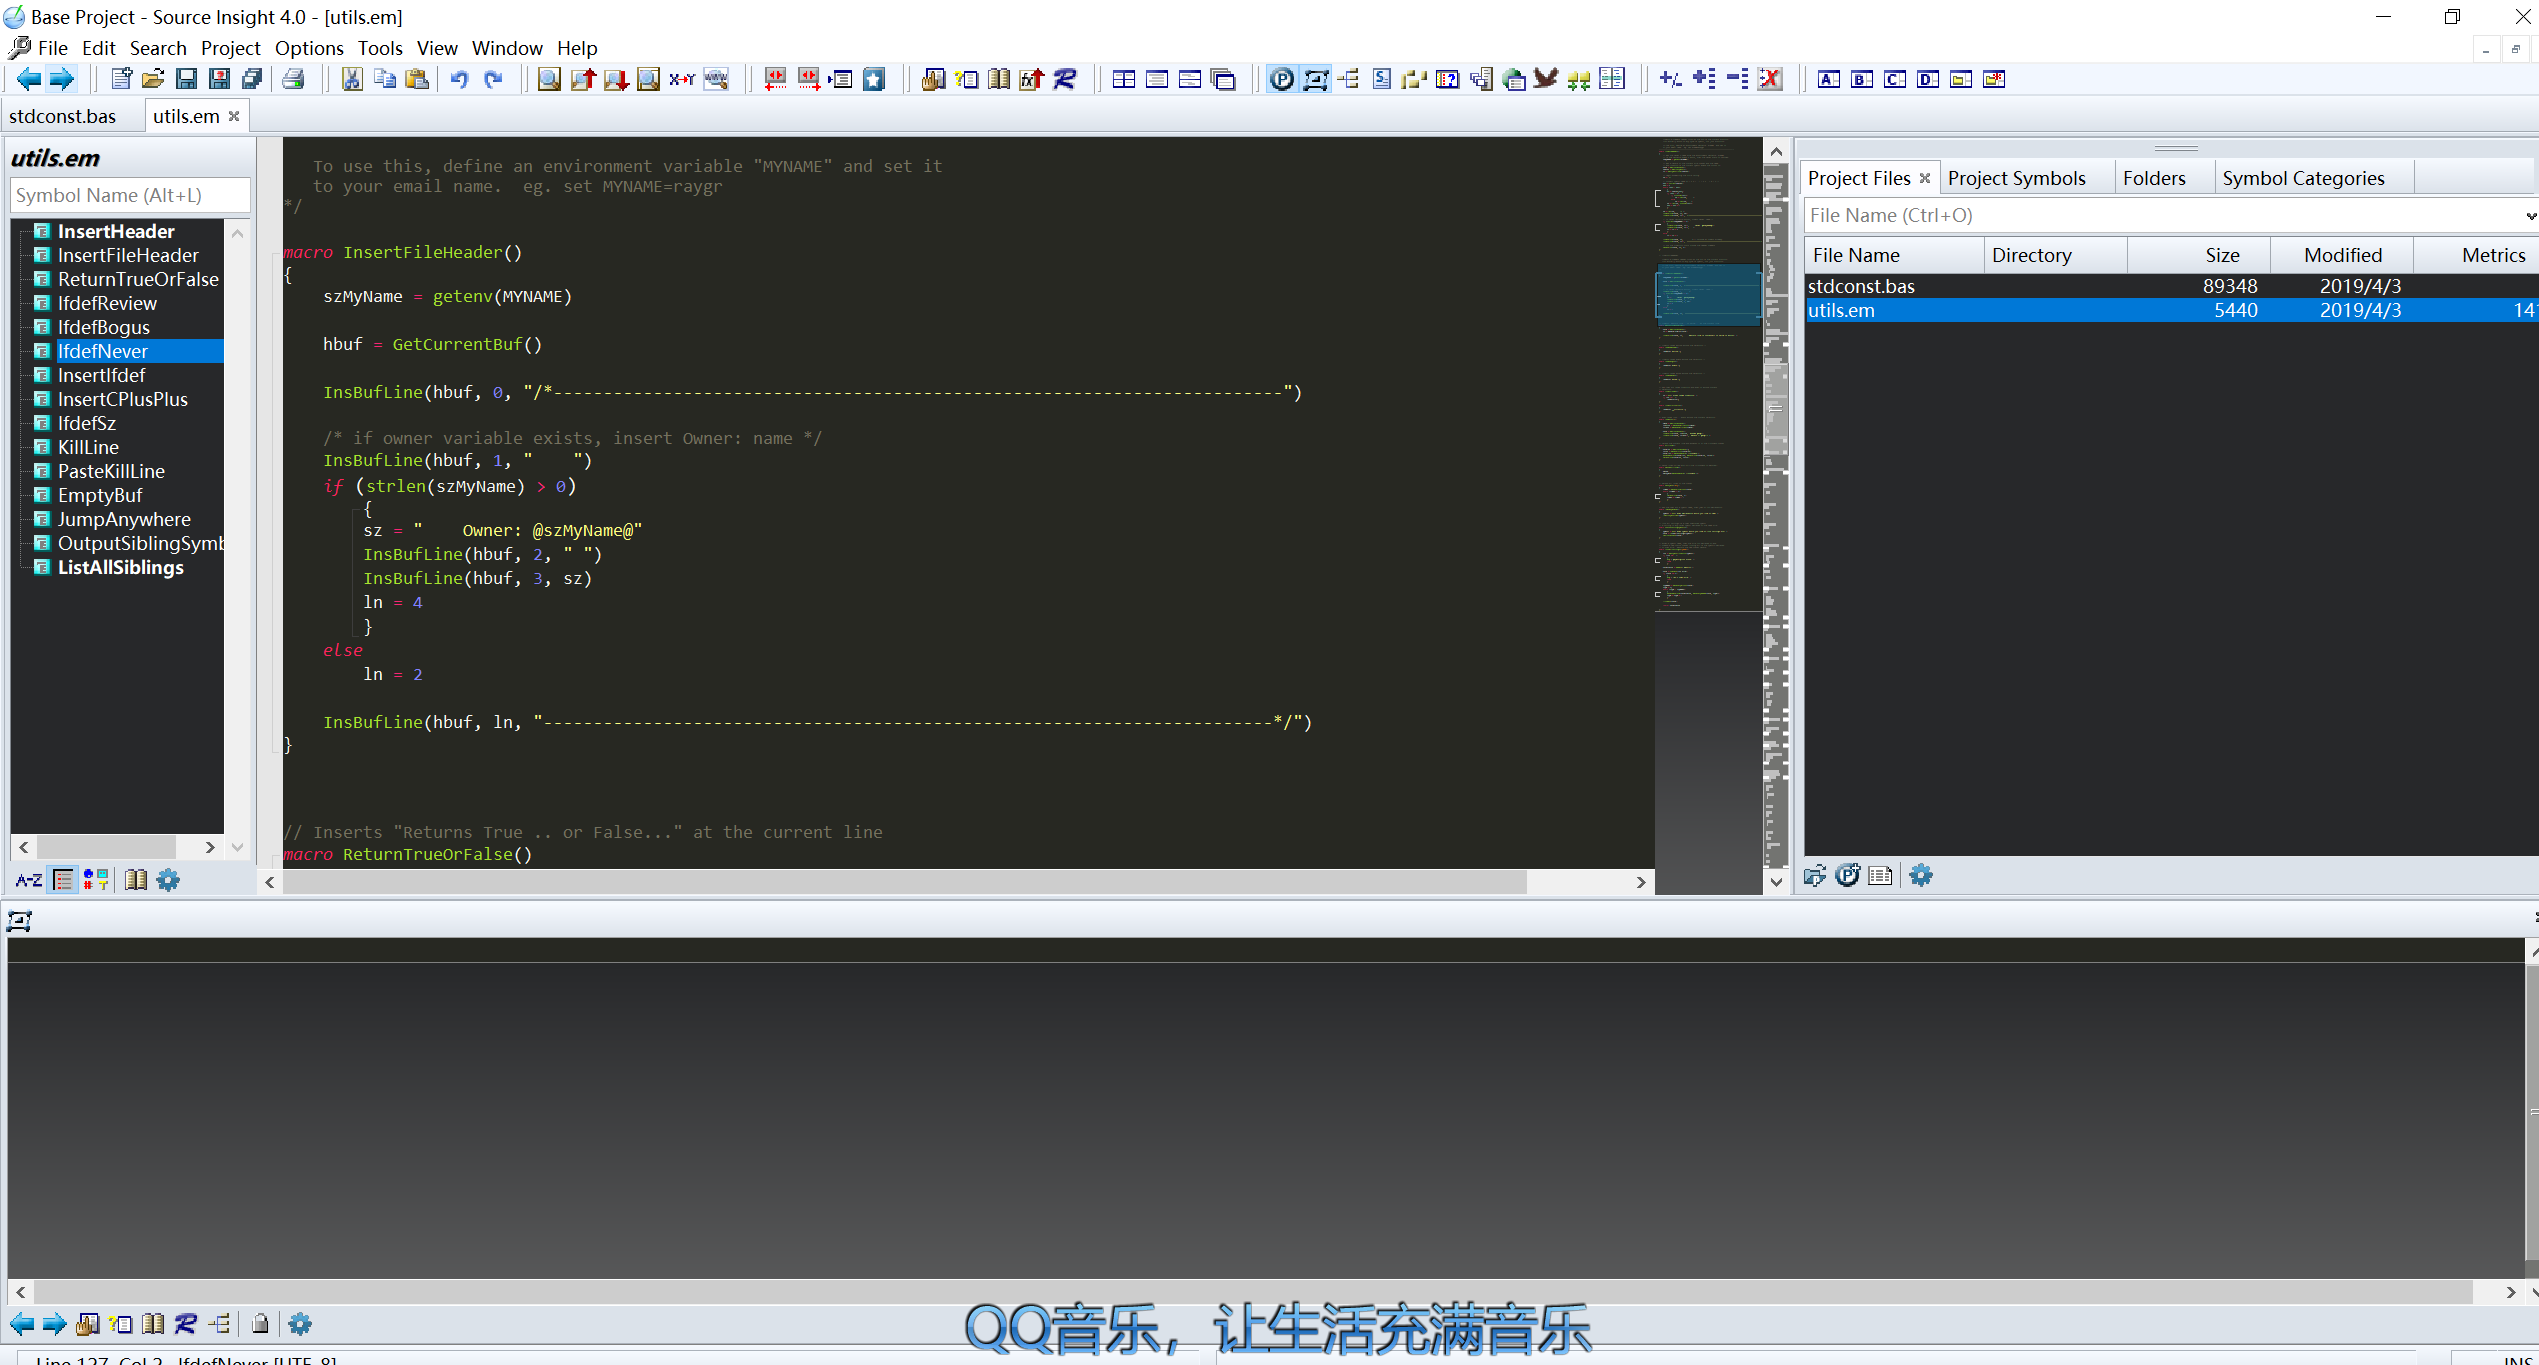 Base Project - Source Insight 4.0 - [utils.em]
File Edit Search Project Options Tools View Window Help
stdconst.bas utils.em
utils.em
Symbol Name (Alt+L)
InsertHeader
InsertFileHeader
ReturnTrueOrFalse
IfdefReview
IfdefBogus
IfdefNever
InsertIfdef
InsertCPlusPlus
IfdefSz
KillLine
PasteKillLine
EmptyBuf
JumpAnywhere
OutputSiblingSymb
ListAllSiblings
A-Z
To use this, define an environment variable "MYNAME" and set it
to your email name.  eg. set MYNAME=raygr
*/
macro InsertFileHeader()
{
szMyName = getenv(MYNAME)
hbuf = GetCurrentBuf()
InsBufLine(hbuf, 0, "/*-------------------------------------------------------------------------")
/* if owner variable exists, insert Owner: name */
InsBufLine(hbuf, 1, "    ")
if (strlen(szMyName) > 0)
{
sz = "    Owner: @szMyName@"
InsBufLine(hbuf, 2, " ")
InsBufLine(hbuf, 3, sz)
ln = 4
}
else
ln = 2
InsBufLine(hbuf, ln, "-------------------------------------------------------------------------*/")
}
// Inserts "Returns True .. or False..." at the current line
macro ReturnTrueOrFalse()
Project Files Project Symbols Folders Symbol Categories
File Name (Ctrl+O)
File Name Directory Size Modified Metrics
stdconst.bas 89348 2019/4/3
utils.em 5440 2019/4/3 14
QQ音乐，让生活充满音乐
Line 127 Col 2 IfdefNever [UTF-8]
INS